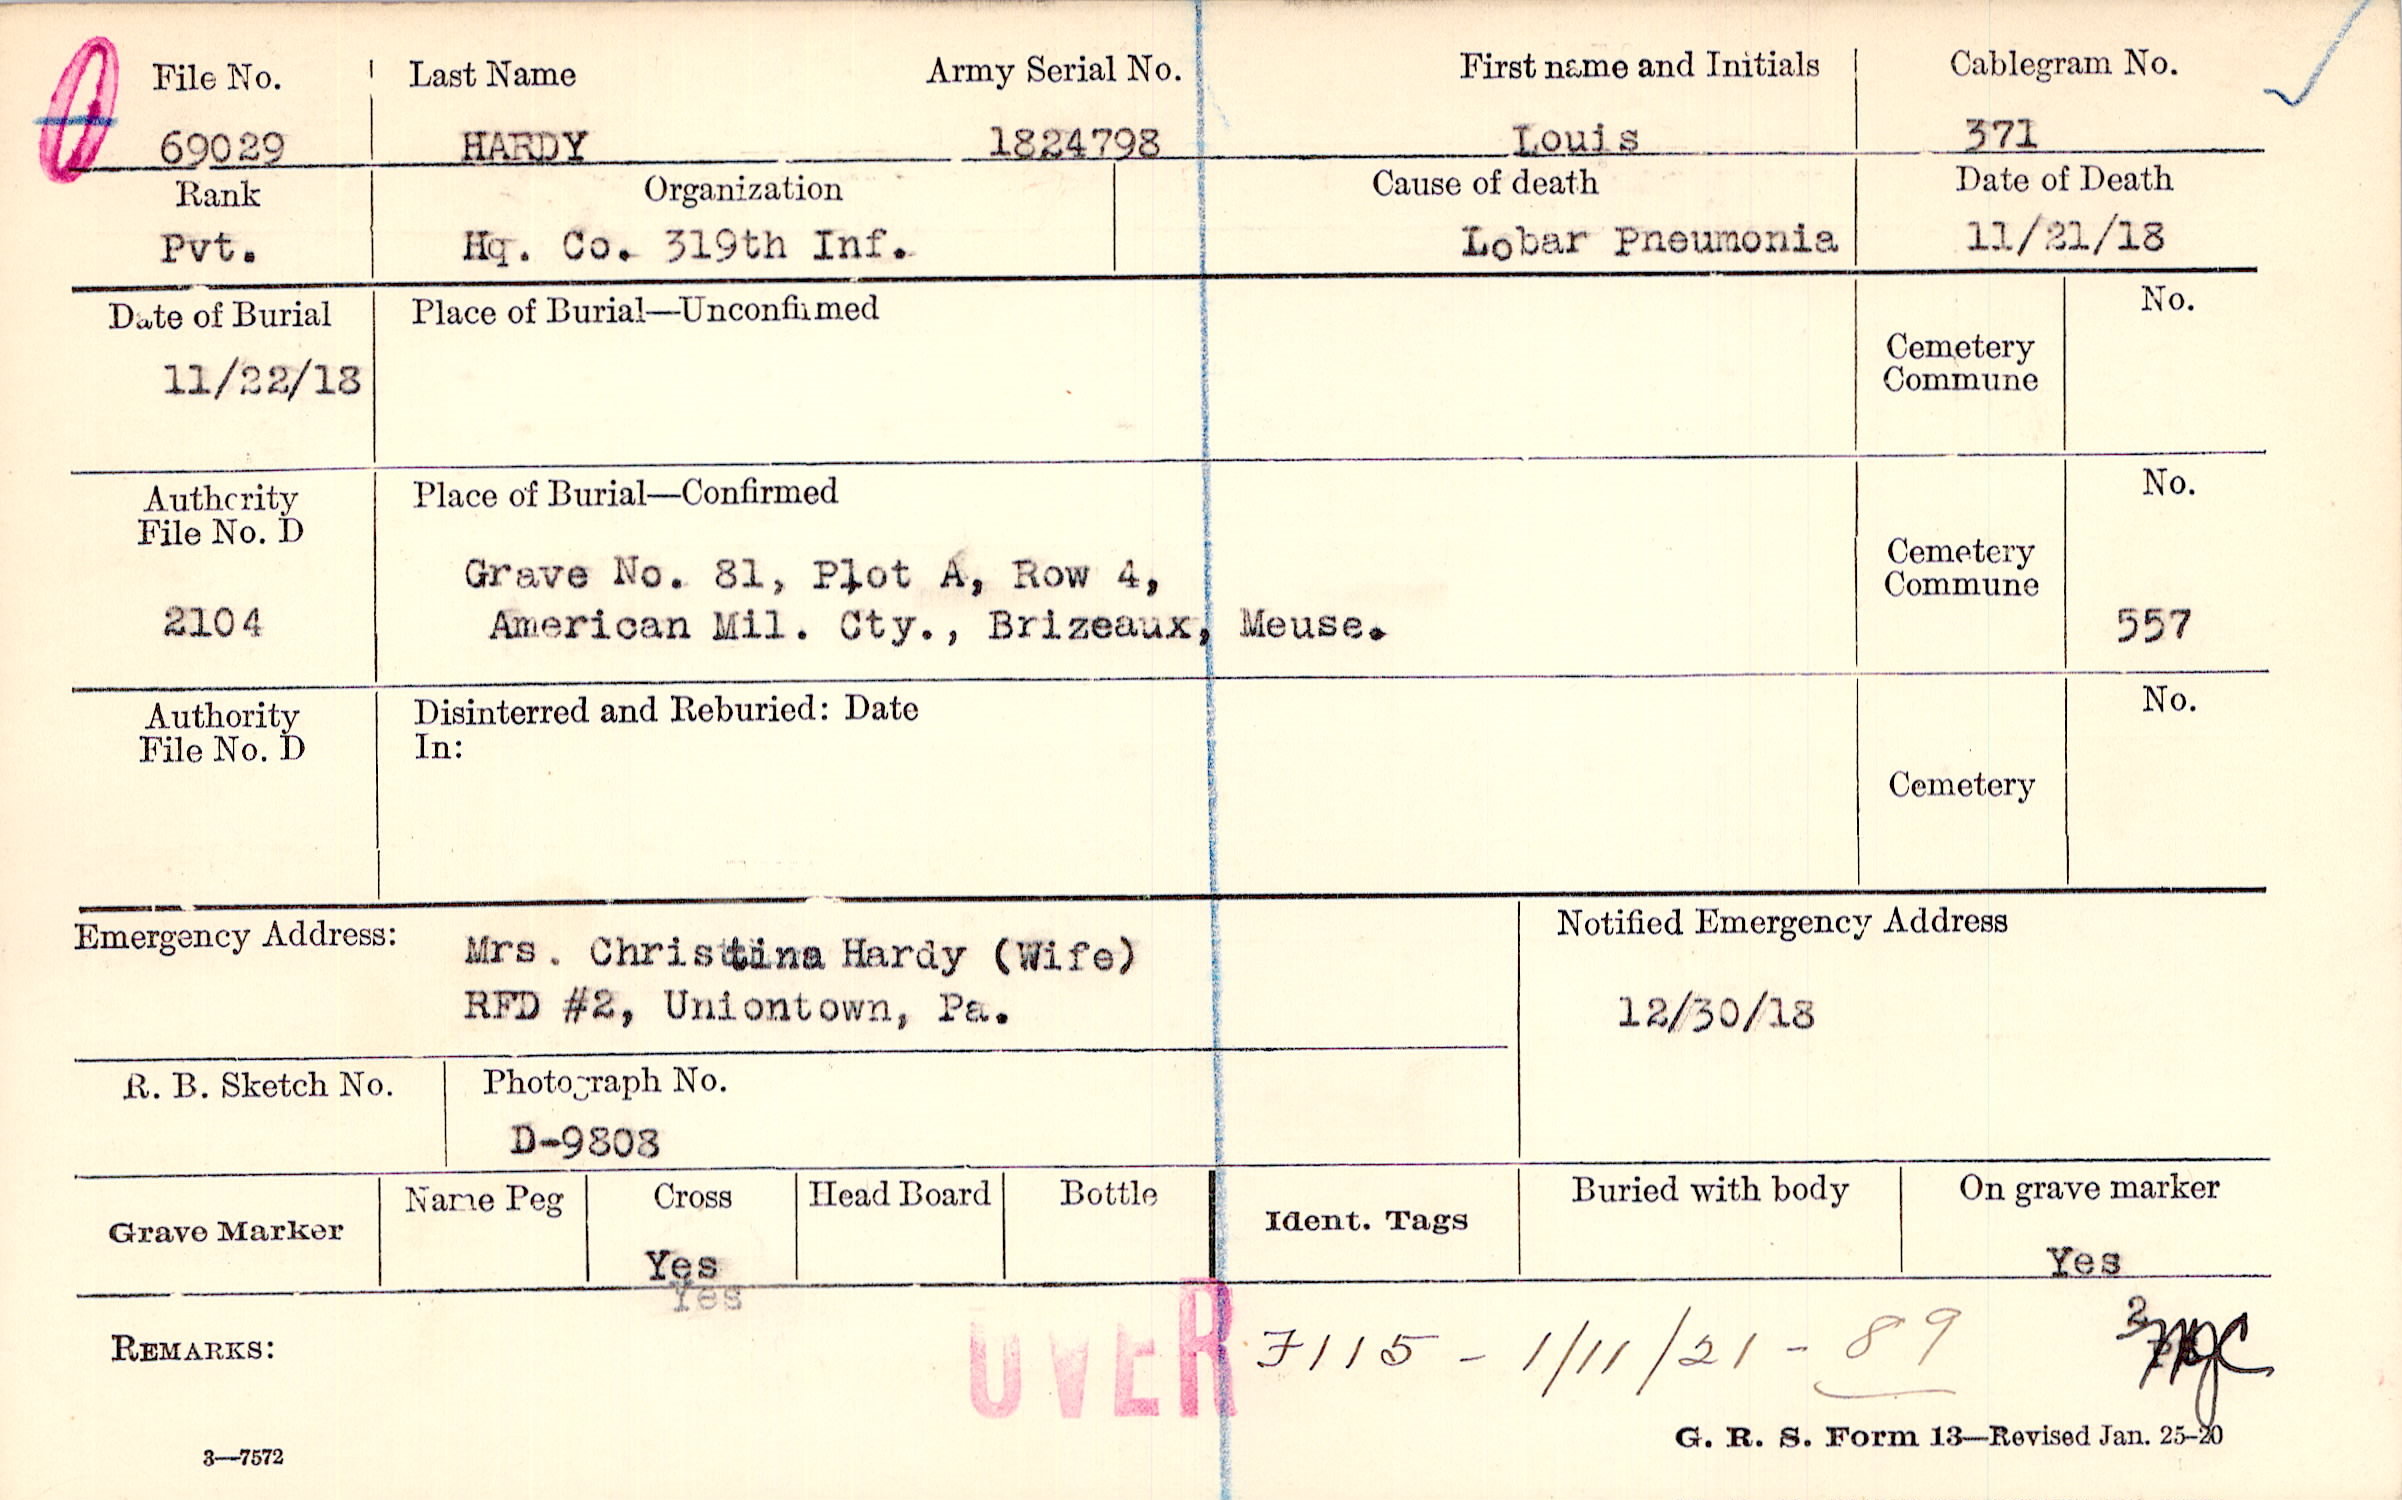 File No. Last Name Army Serial No. First name and Initials Cablegram No.
69029 HARDY 1824798 Louis 371
Rank Organization Cause of death Date of Death
Pvt. Hq. Co. 319th Inf. Lobar Pneumonia 11/21/18
Date of Burial Place of Burial—Unconfirmed No.
11/22/18 Cemetery
Commune
Authority Place of Burial—Confirmed No.
File No. D
Cemetery
Commune
Grave No. 81, Plot A, Row 4,
2104 American Mil. Cty., Brizeaux, Meuse. 557
Authority Disinterred and Reburied: Date No.
File No. D In:
Cemetery
Emergency Address: Notified Emergency Address
Mrs. Christina Hardy (Wife)
RFD #2, Uniontown, Pa. 12/30/18
R. B. Sketch No. Photograph No.
D-9808
Grave Marker Name Peg Cross Head Board Bottle Ident. Tags Buried with body On grave marker
Yes Yes
Yes
REMARKS: OVER 7115 - 1/11/21 - 89
G. R. S. Form 13—Revised Jan. 25-20
3—7572